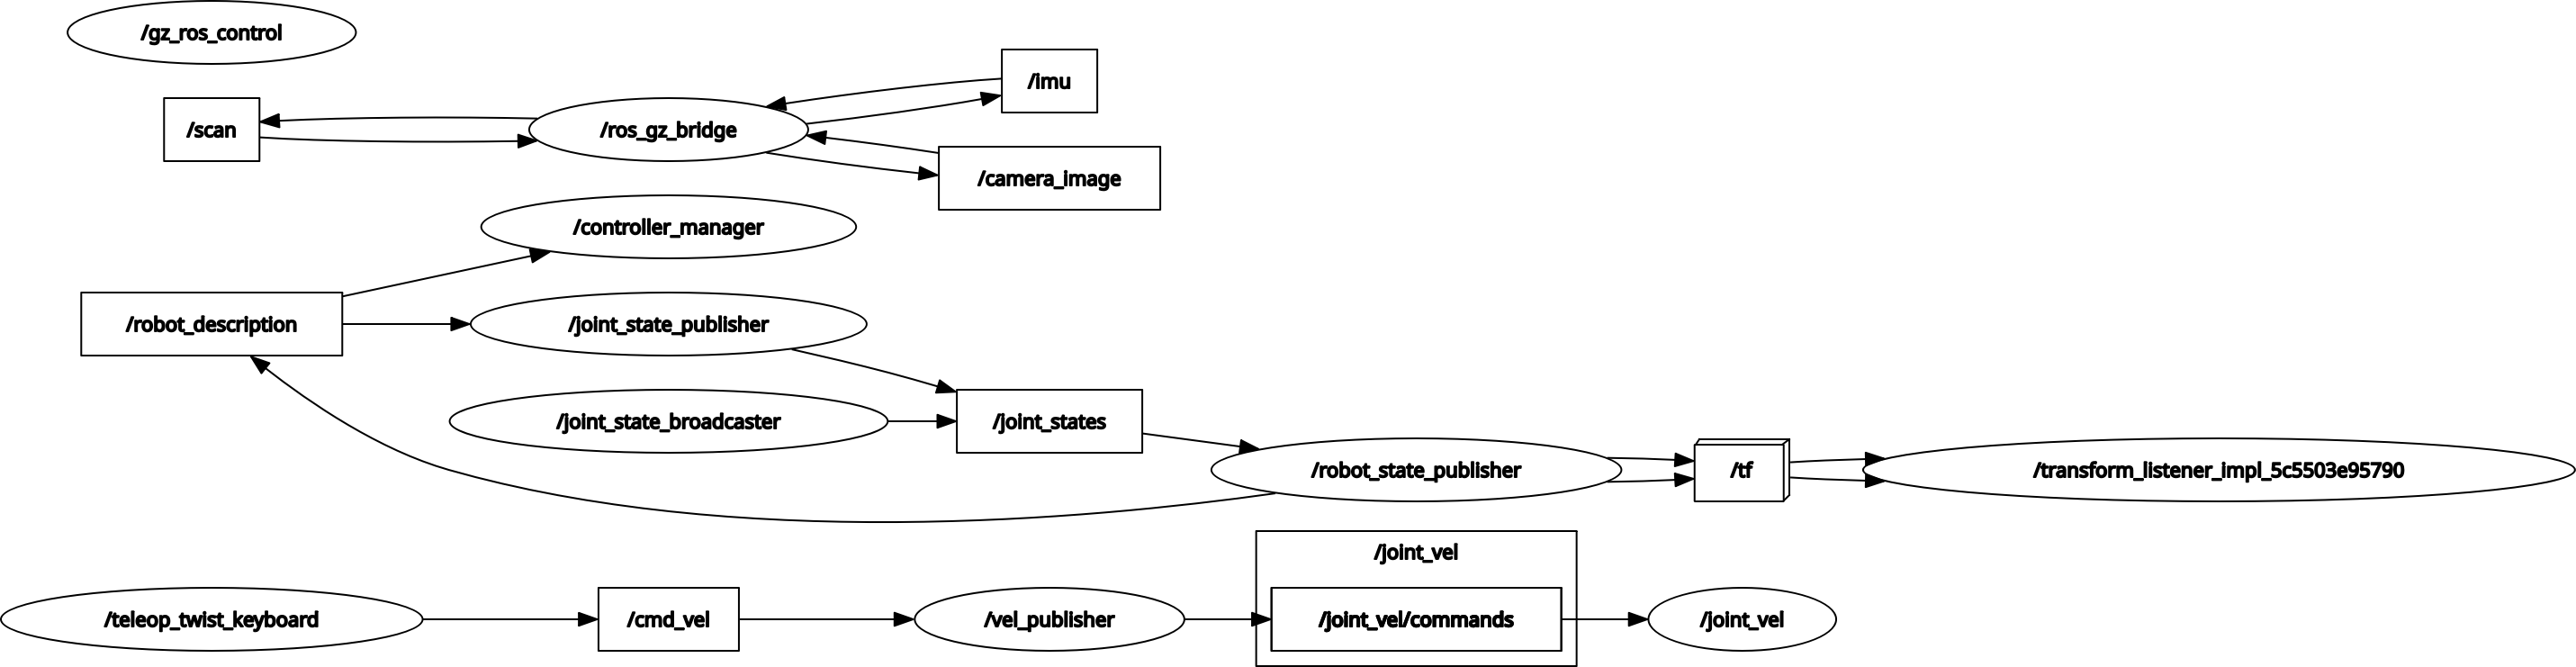 /gz_ros_control
/imu
/scan
/ros_gz_bridge
/camera_image
/controller_manager
/robot_description
/joint_state_publisher
/joint_state_broadcaster
/joint_states
/robot_state_publisher
/tf
/transform_listener_impl_5c5503e95790
/joint_vel
/teleop_twist_keyboard
/cmd_vel
/vel_publisher
/joint_vel/commands
/joint_vel